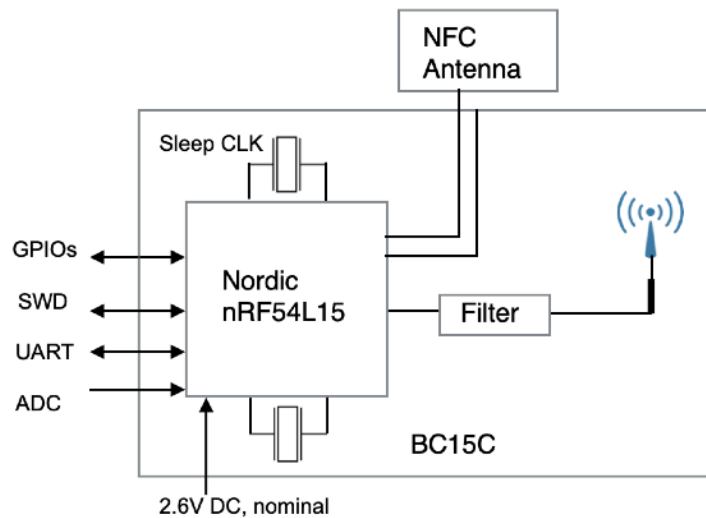 NFC
Antenna
Sleep CLK
GPIOs
SWD
UART
ADC
Nordic
nRF54L15
Filter
BC15C
2.6V DC, nominal